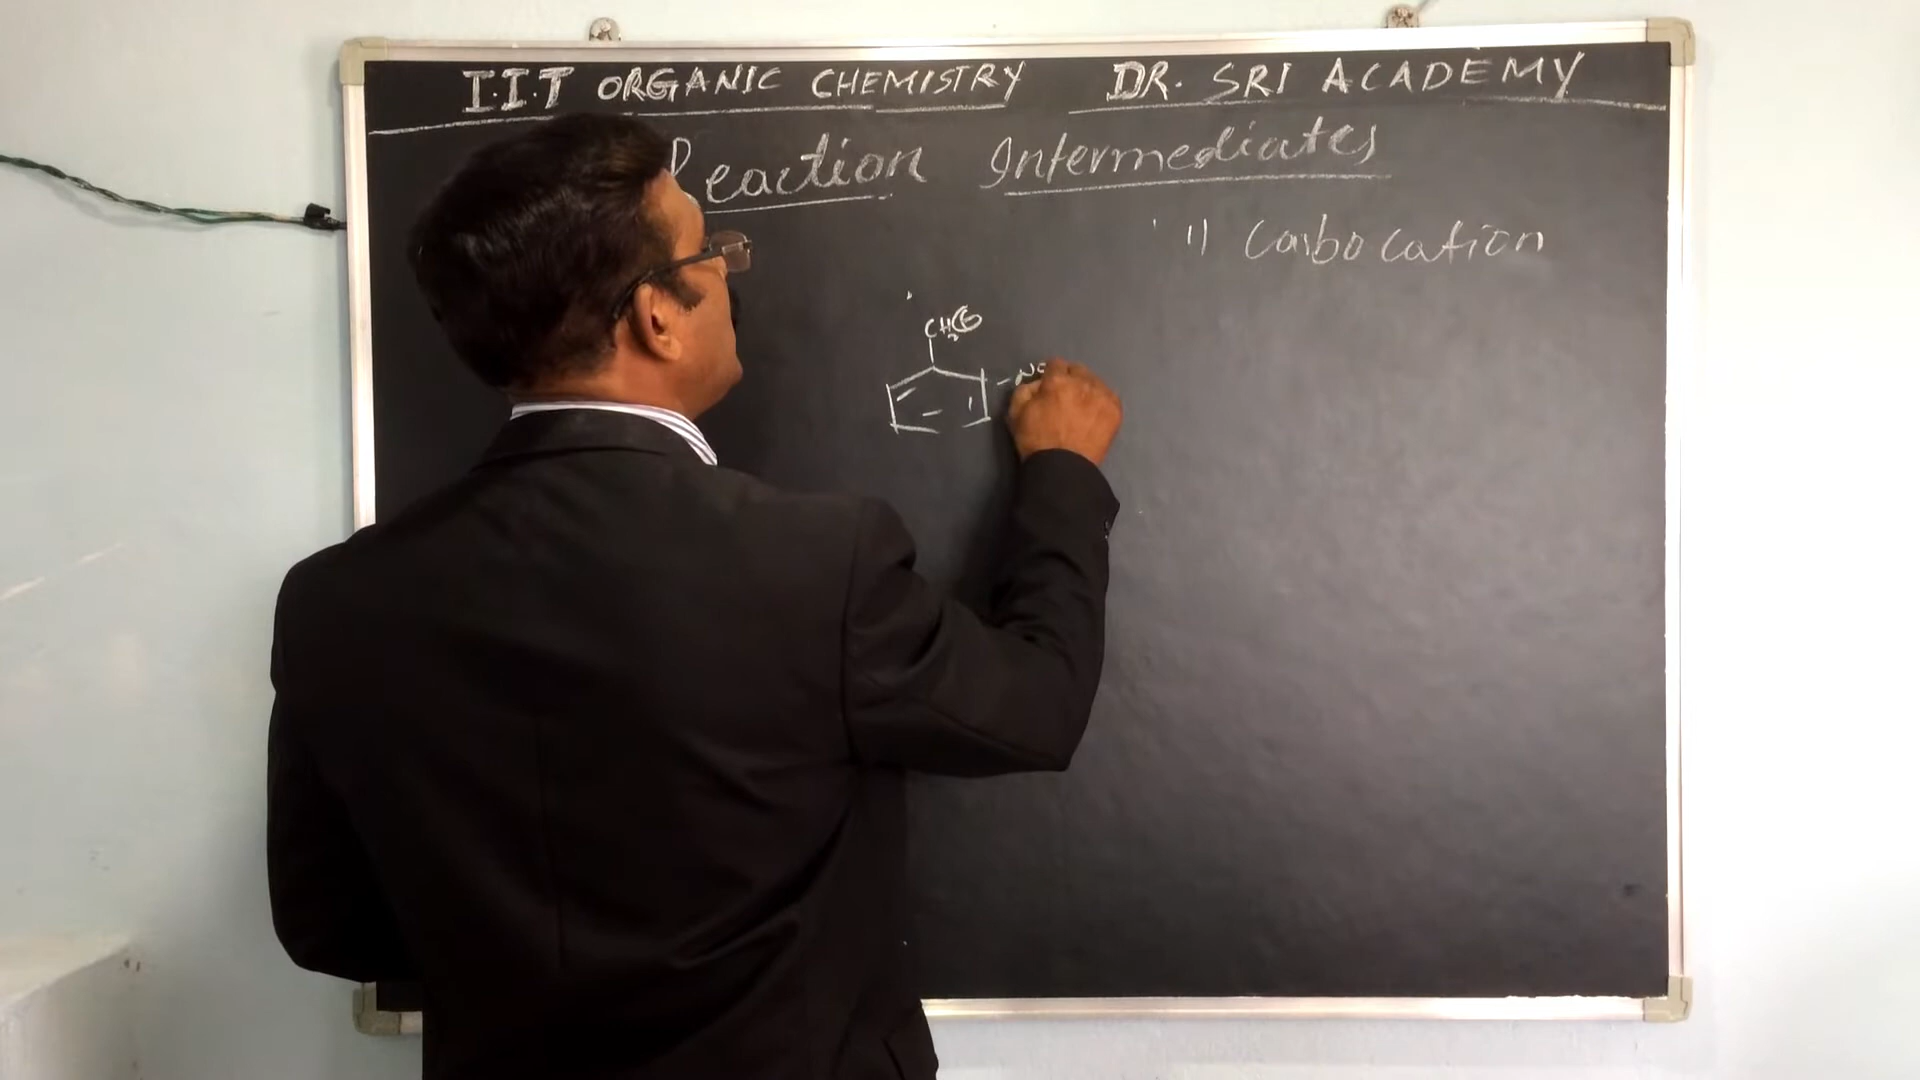 I.I.T ORGANIC CHEMISTRY DR. SRI ACADEMY
Reaction Intermediates
1) Carbocation
CH₂⊕